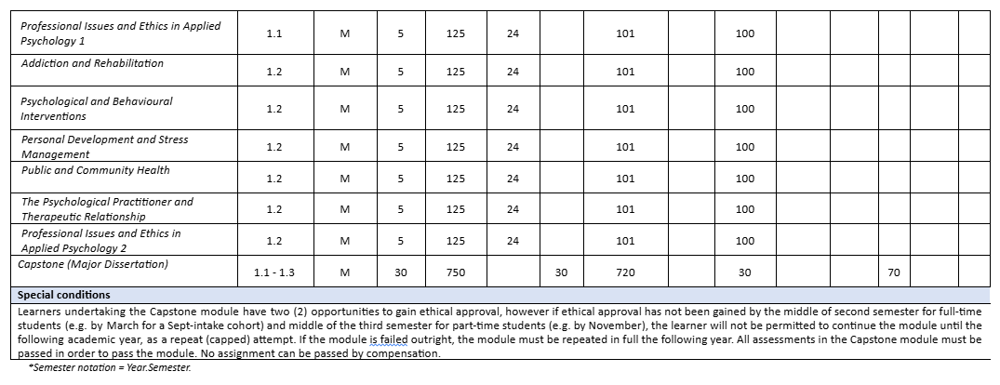 Professional Issues and Ethics in Applied
Psychology 1
1.1 M 5 125 24 101 100
Addiction and Rehabilitation
1.2 M 5 125 24 101 100
Psychological and Behavioural
Interventions
1.2 M 5 125 24 101 100
Personal Development and Stress
Management
1.2 M 5 125 24 101 100
Public and Community Health
1.2 M 5 125 24 101 100
The Psychological Practitioner and
Therapeutic Relationship
1.2 M 5 125 24 101 100
Professional Issues and Ethics in
Applied Psychology 2
1.2 M 5 125 24 101 100
Capstone (Major Dissertation)
1.1 - 1.3 M 30 750 30 720 30 70
Special conditions
Learners undertaking the Capstone module have two (2) opportunities to gain ethical approval, however if ethical approval has not been gained by the middle of second semester for full-time
students (e.g. by March for a Sept-intake cohort) and middle of the third semester for part-time students (e.g. by November), the learner will not be permitted to continue the module until the
following academic year, as a repeat (capped) attempt. If the module is failed outright, the module must be repeated in full the following year. All assessments in the Capstone module must be
passed in order to pass the module. No assignment can be passed by compensation.
*Semester notation = Year.Semester.